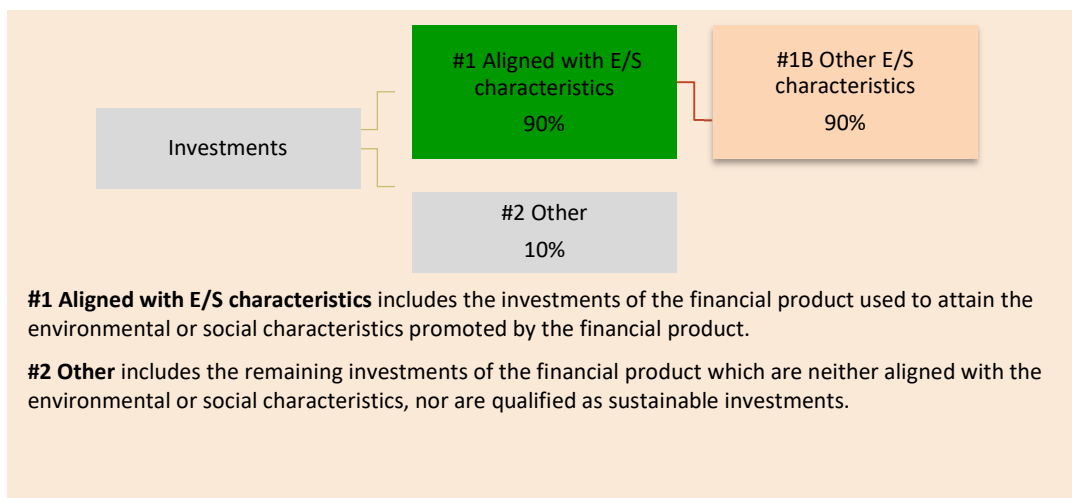 #1 Aligned with E/S
characteristics
90%
#1B Other E/S
characteristics
90%
Investments
#2 Other
10%
#1 Aligned with E/S characteristics includes the investments of the financial product used to attain the
environmental or social characteristics promoted by the financial product.
#2 Other includes the remaining investments of the financial product which are neither aligned with the
environmental or social characteristics, nor are qualified as sustainable investments.